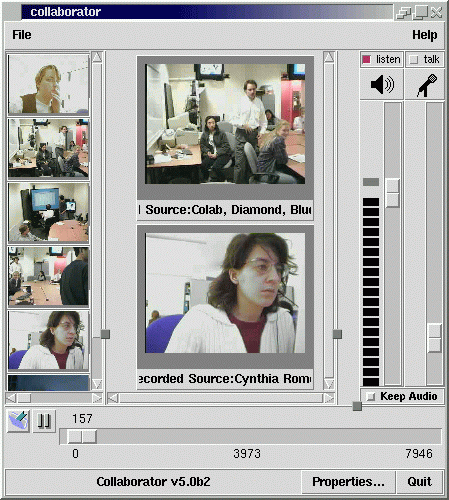 collaborator
File Help
listen talk
l Source:Colab, Diamond, Blue
ecorded Source:Cynthia Rom
Keep Audio
157
0 3973 7946
Collaborator v5.0b2 Properties... Quit